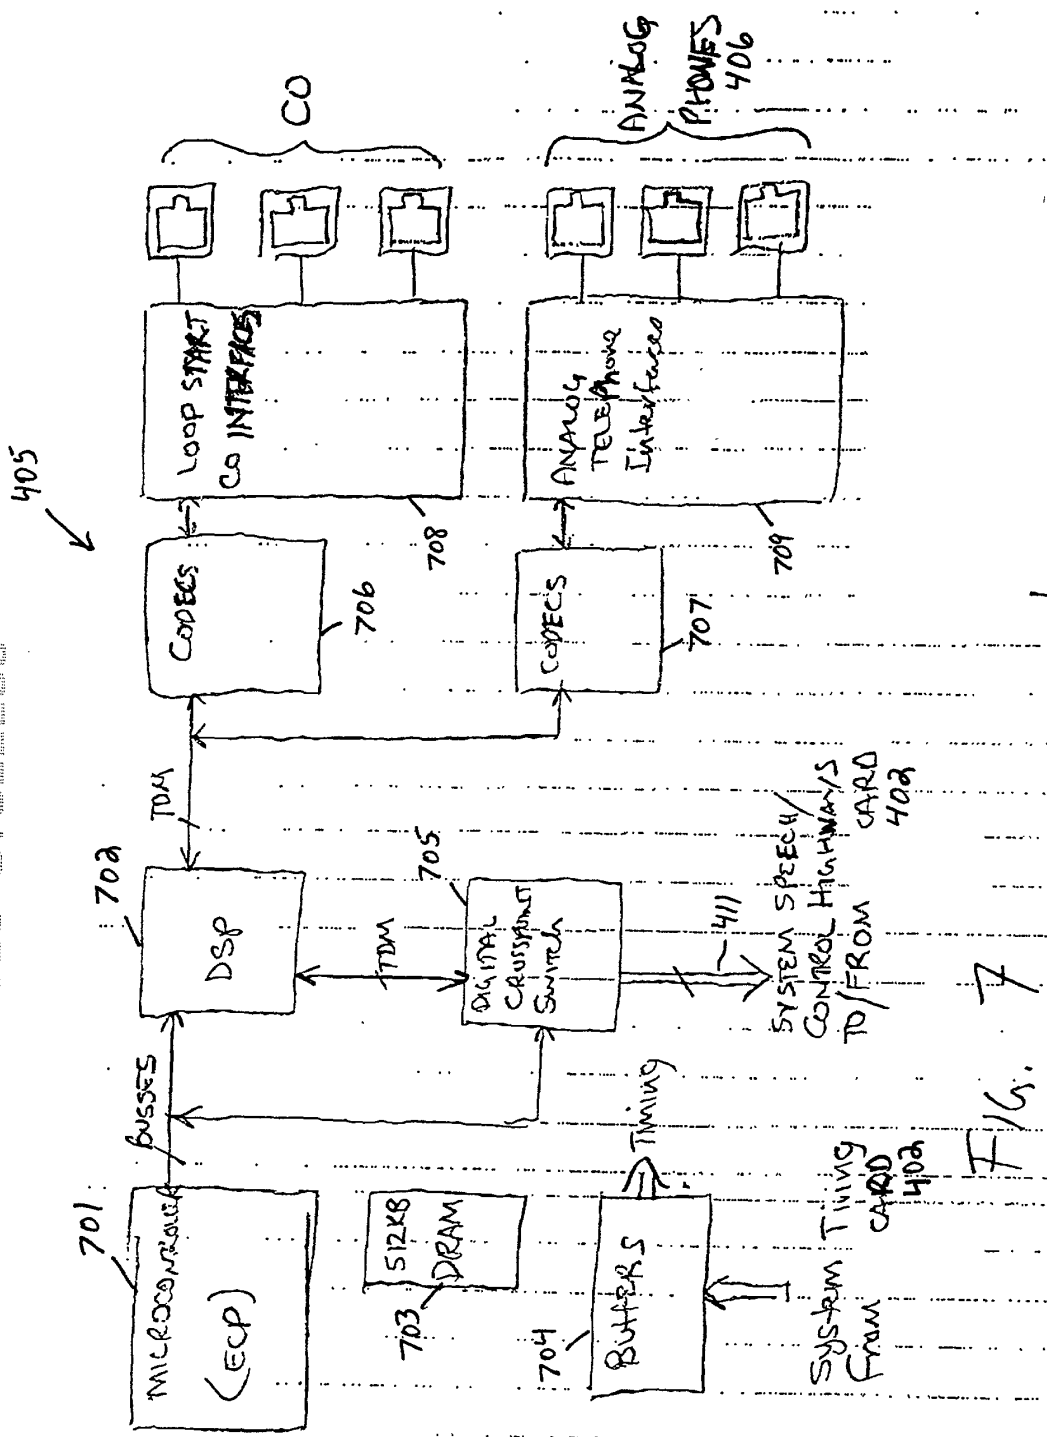 405
701
MICROCONTROLLER
(ECP)
BUSSES
702
DSP
TDM
CODECS
706
LOOP START
CO INTERFACES
708
CO
512KB
DRAM
703
TDM
705
DIGITAL
CRUSSPOINT
Switch
411
SYSTEM SPEECH/
CONTROL HIGHWAYS
TO/FROM CARD
402
CODECS
707
ANALOG
TELEPhone
Interfaces
709
ANALOG
PHONES
406
704
BUFFERS
Timing
System Timing
From CARD
402
FIG. 7